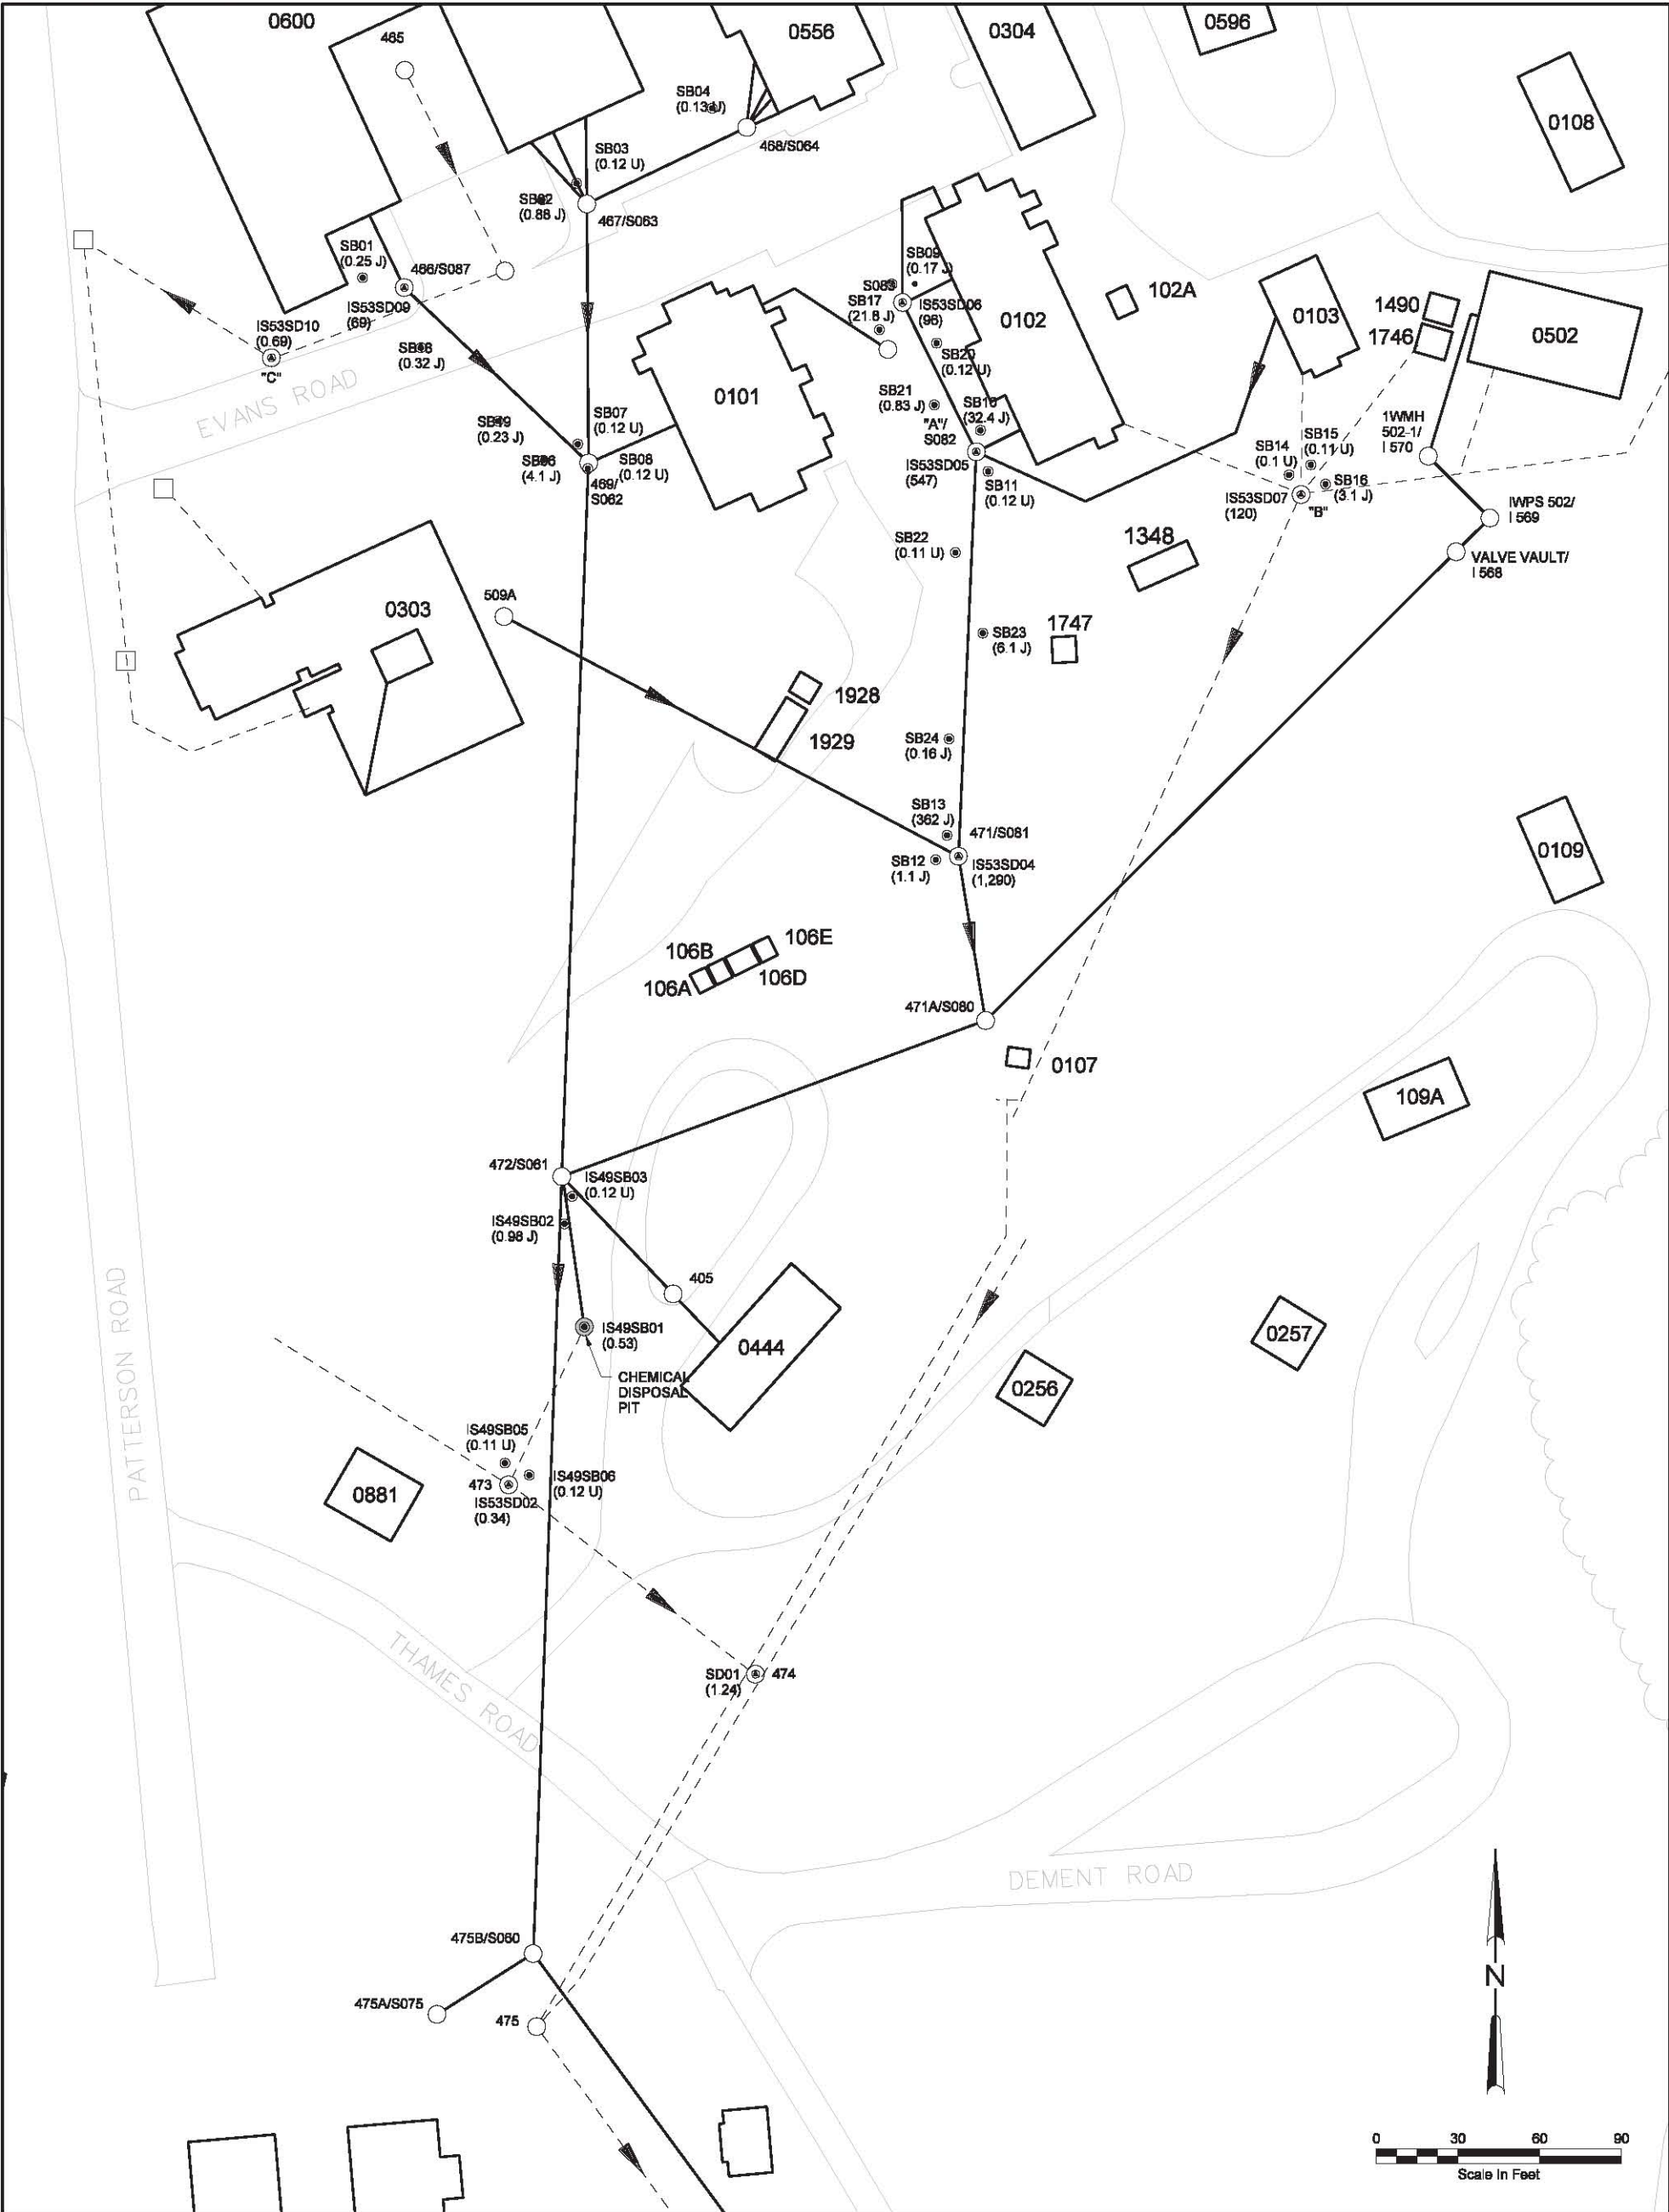 0600
465
0556
0304
0596
0108
SB04
(0.13 U)
468/S064
SB03
(0.12 U)
(0.88 J)
467/S063
SB01
(0.25 J)
466/S087
IS53SD09
(69)
IS53SD10
(0.69)
"C"
(0.32 J)
EVANS ROAD
SB09
(0.17 J)
SB17
(21.8 J)
IS53SD06
(96)
0102
102A
0103
1490
1746
0502
SB20
(0.12 U)
SB21
(0.83 J)
"A"/
S082
(32.4 J)
0101
SB07
(0.12 U)
(0.23 J)
(4.1 J)
SB08
(0.12 U)
469/
S062
IS53SD05
(547)
SB11
(0.12 U)
1WMH
502-1/
I 570
SB15
(0.11 U)
SB14
(0.1 U)
SB16
(3.1 J)
IS53SD07
(120)
"B"
IWPS 502/
I 569
VALVE VAULT/
I 568
SB22
(0.11 U)
1348
0303
509A
SB23
(6.1 J)
1747
1928
1929
SB24
(0.16 J)
SB13
(362 J)
471/S081
SB12
(1.1 J)
IS53SD04
(1,290)
0109
106B
106E
106A
106D
471A/S080
0107
109A
472/S061
IS49SB03
(0.12 U)
IS49SB02
(0.98 J)
405
IS49SB01
(0.53)
0444
CHEMICAL
DISPOSAL
PIT
0257
0256
PATTERSON ROAD
IS49SB05
(0.11 U)
473
IS49SB06
(0.12 U)
IS53SD02
(0.34)
0881
SD01
(1.24)
474
THAMES ROAD
DEMENT ROAD
475B/S060
475A/S075
475
N
0 30 60 90
Scale In Feet